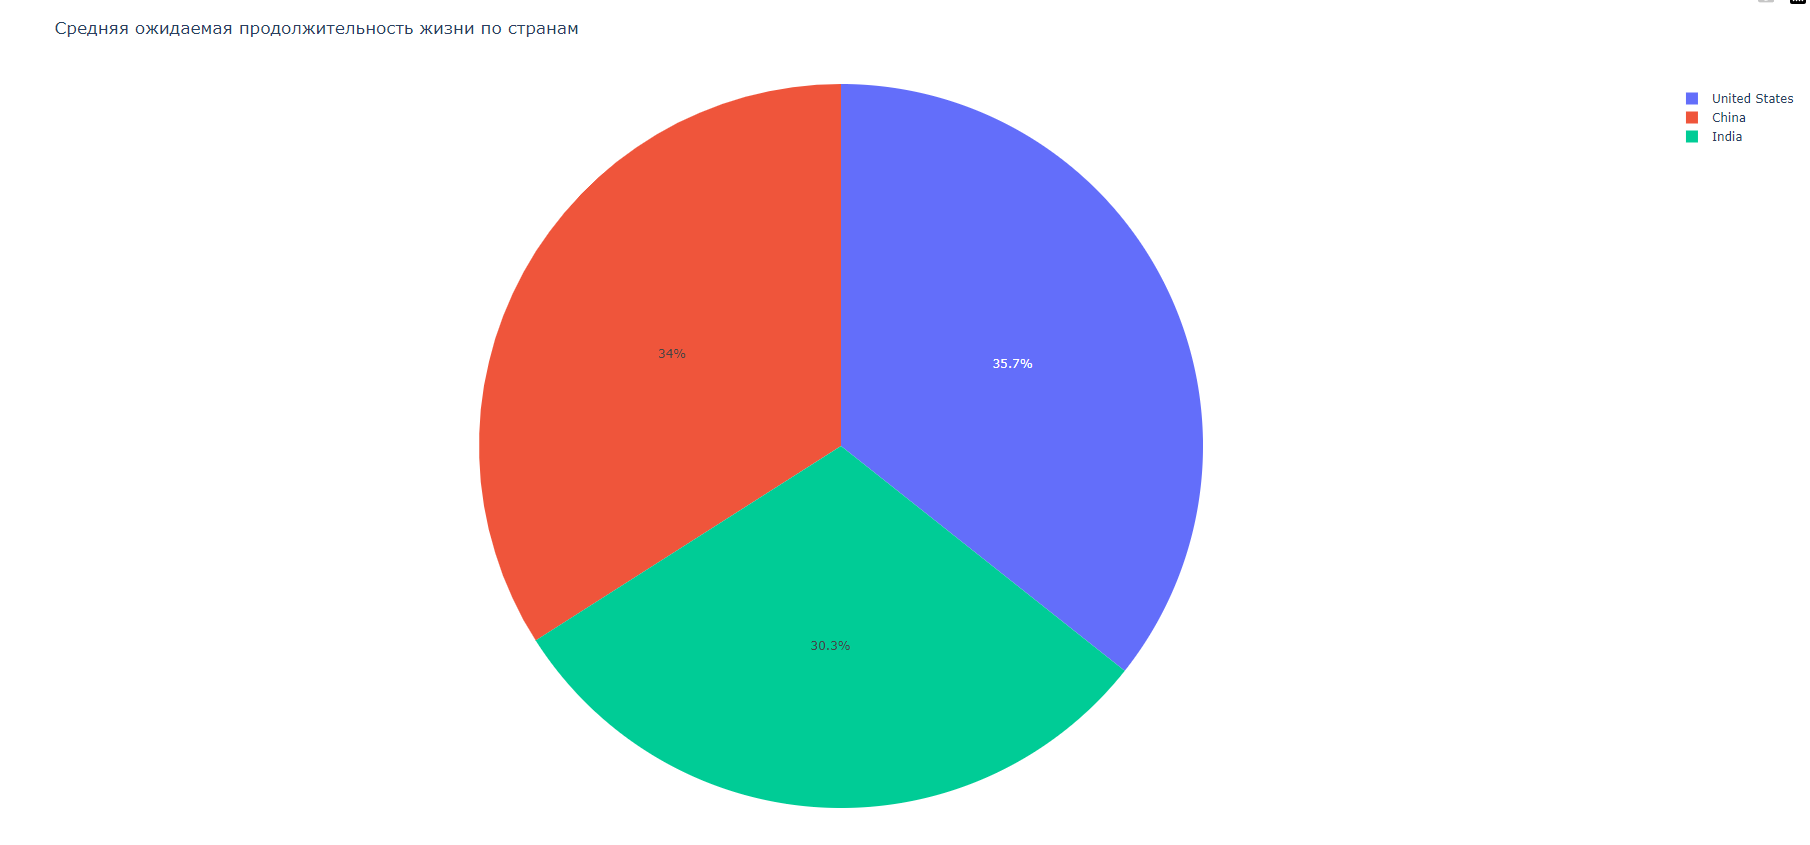 Средняя ожидаемая продолжительность жизни по странам
United States
China
India
34%
35.7%
30.3%